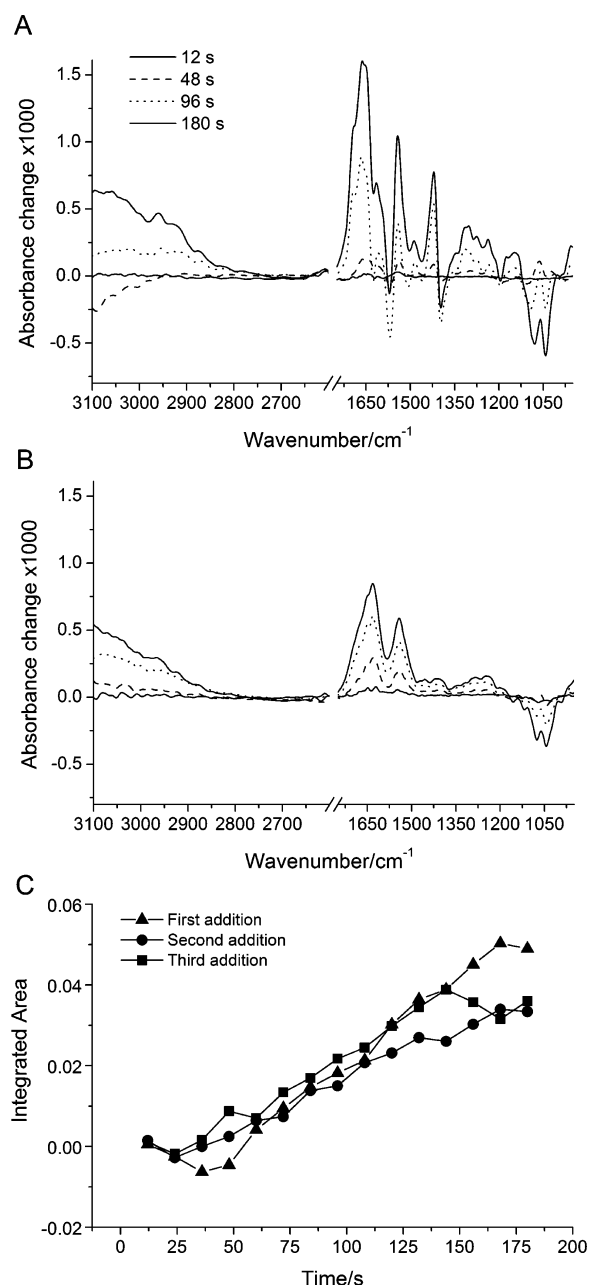 A
12 s
48 s
96 s
180 s
1.5
1.0
0.5
0.0
-0.5
Absorbance change x1000
3100 3000 2900 2800 2700 1650 1500 1350 1200 1050
Wavenumber/cm-1
B
1.5
1.0
0.5
0.0
-0.5
Absorbance change x1000
3100 3000 2900 2800 2700 1650 1500 1350 1200 1050
Wavenumber/cm-1
C
First addition
Second addition
Third addition
0.06
0.04
0.02
0.00
-0.02
Integrated Area
0 25 50 75 100 125 150 175 200
Time/s